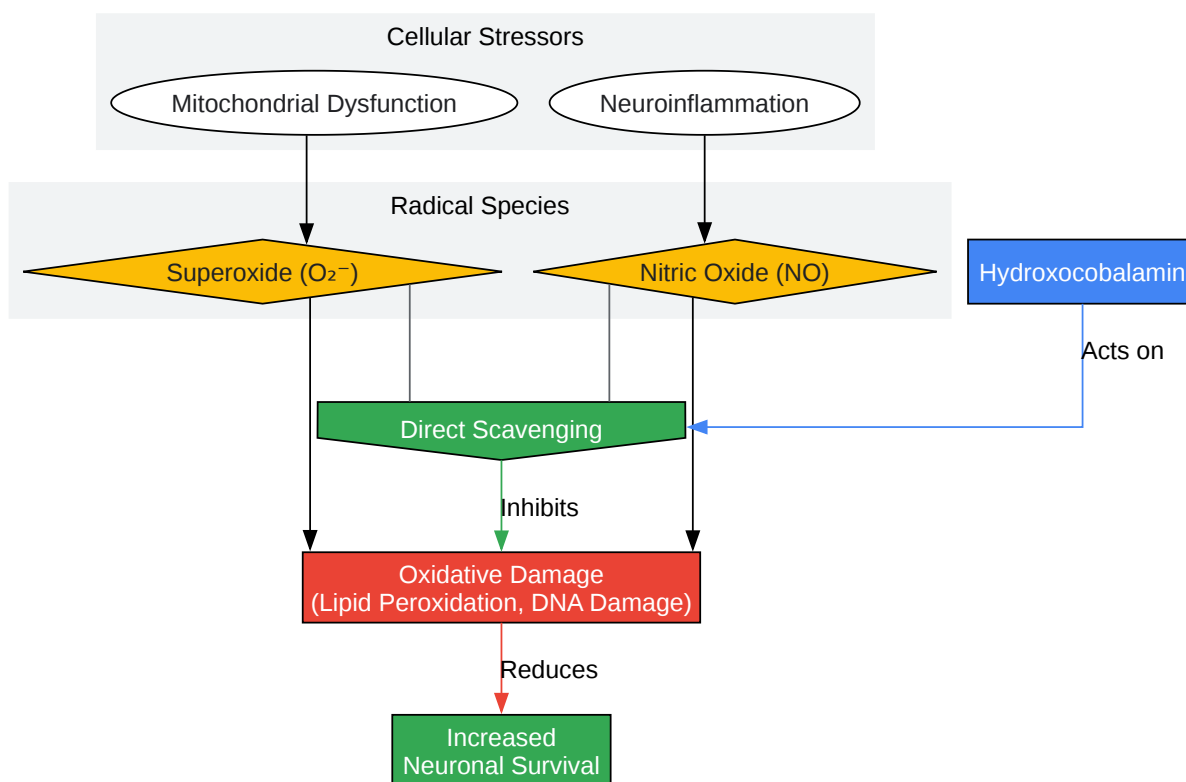 Cellular Stressors
Mitochondrial Dysfunction
Neuroinflammation
Radical Species
Superoxide (O₂⁻)
Nitric Oxide (NO)
Hydroxocobalamin
Acts on
Direct Scavenging
Inhibits
Oxidative Damage
(Lipid Peroxidation, DNA Damage)
Reduces
Increased
Neuronal Survival